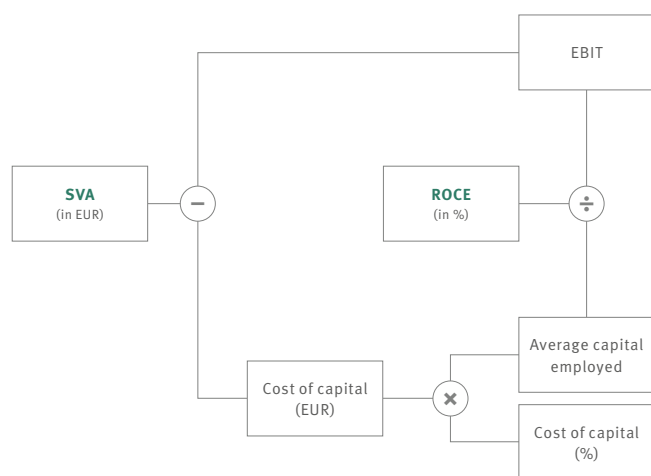 EBIT
SVA
(in EUR)
−
ROCE
(in %)
÷
Average capital
employed
Cost of capital
(EUR)
×
Cost of capital
(%)